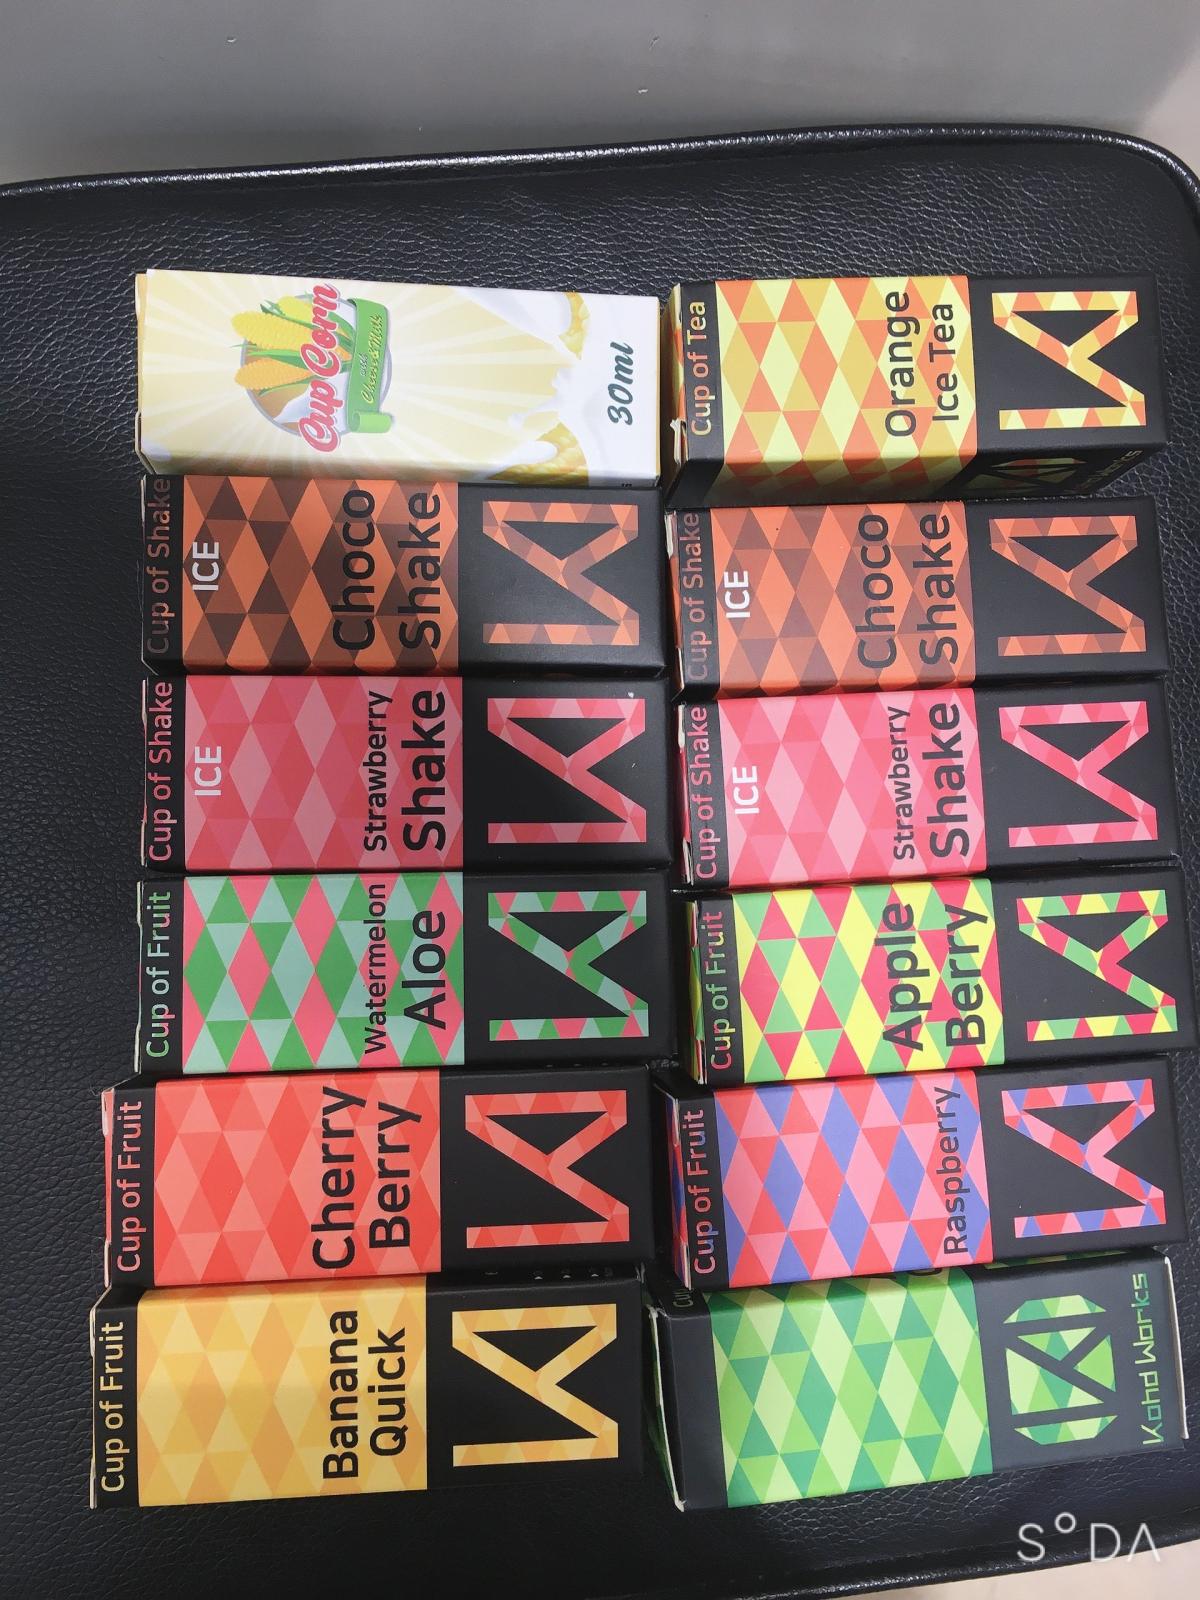 Cup Corn
with
Cheese & Milk
30ml
Cup of Tea
Orange
Ice Tea
Cup of Shake
ICE
Choco
Shake
Cup of Shake
ICE
Choco
Shake
Cup of Shake
ICE
Strawberry
Shake
Cup of Shake
ICE
Strawberry
Shake
Cup of Fruit
Watermelon
Aloe
Cup of Fruit
Apple
Berry
Cup of Fruit
Cherry
Berry
Cup of Fruit
Raspberry
Cup of Fruit
Banana
Quick
Kohd Works
SODA